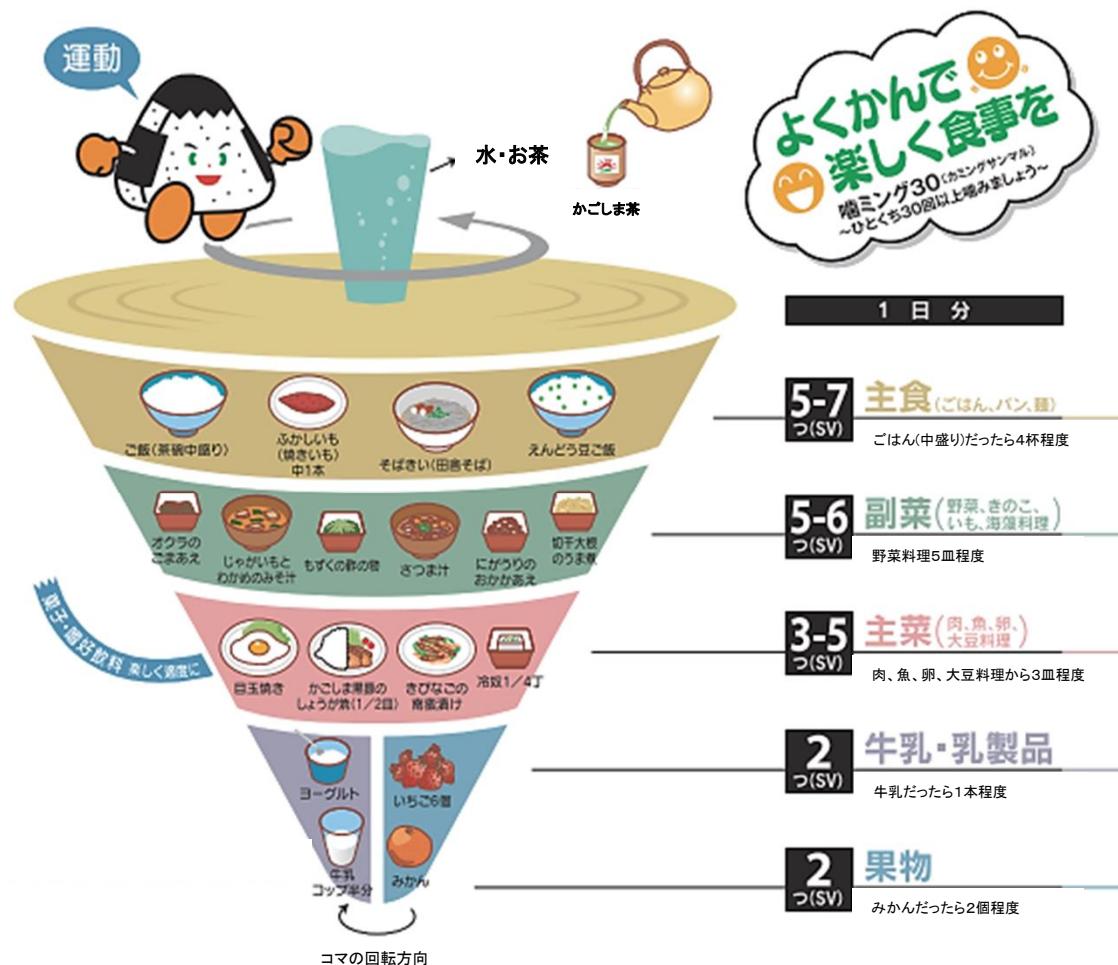 運動
水・お茶
かごしま茶
よくかんで
楽しく食事を
噛ミング30(カミングサンマル)
～ひとくち30回以上噛みましょう～
1日分
ご飯(茶碗中盛り)
ふかしいも
(焼きいも)
中1本
そばきい(田舎そば)
えんどう豆ご飯
5-7
つ(SV)
主食(ごはん、パン、麺)
ごはん(中盛り)だったら4杯程度
オクラの
ごまあえ
じゃがいもと
わかめのみそ汁
もずくの酢の物
さつま汁
にがうりの
おかかあえ
切干大根
のうま煮
5-6
つ(SV)
副菜(野菜、きのこ、
いも、海藻料理)
野菜料理5皿程度
菓子・嗜好飲料 楽しく適度に
目玉焼き
かごしま黒豚の
しょうが焼(1/2皿)
きびなごの
南蛮漬け
冷奴1/4丁
3-5
つ(SV)
主菜(肉、魚、卵、
大豆料理)
肉、魚、卵、大豆料理から3皿程度
ヨーグルト
いちご6個
2
つ(SV)
牛乳・乳製品
牛乳だったら1本程度
牛乳
コップ半分
みかん
2
つ(SV)
果物
みかんだったら2個程度
コマの回転方向